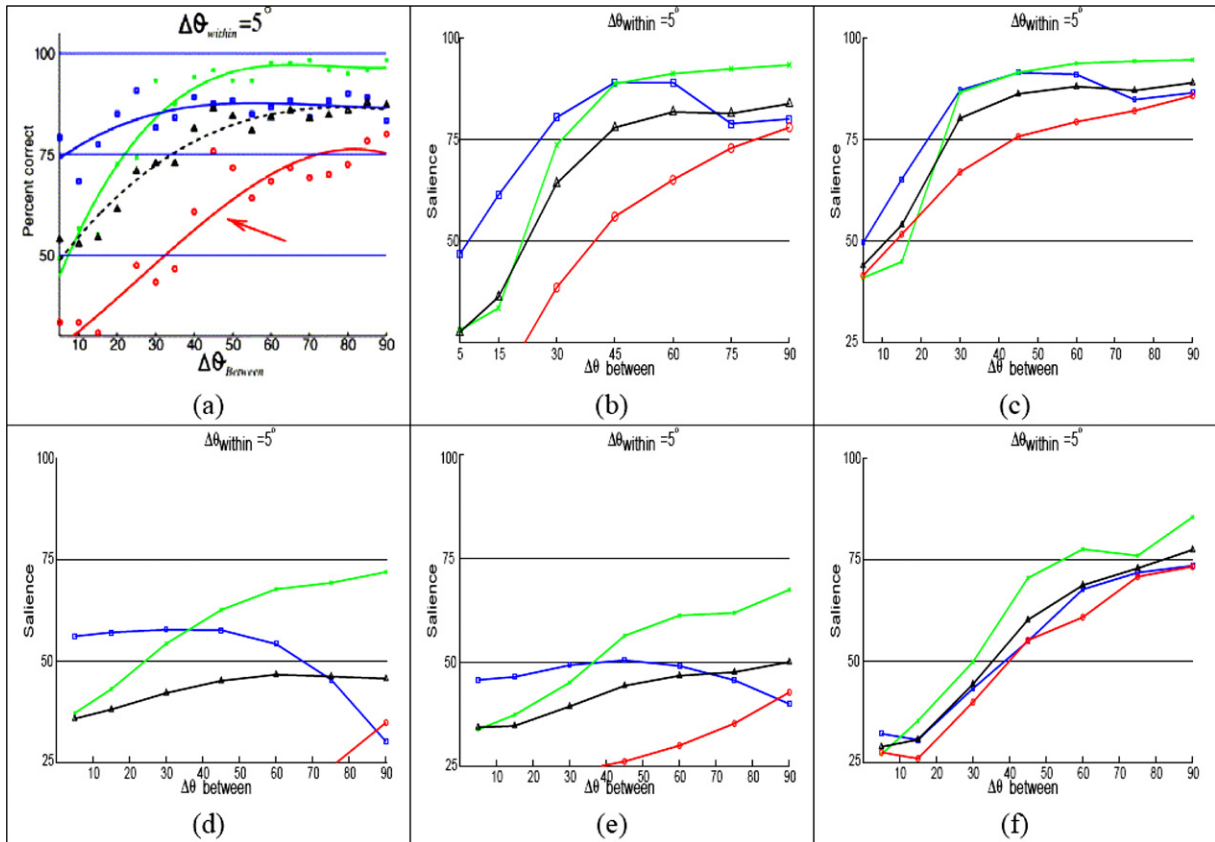 Δθwithin=5°
100
75
50
Percent correct
10 20 30 40 50 60 70 80 90
ΔθBetween
(a)
Δθwithin =5°
100
75
50
Salience
5 15 30 45 60 75 90
Δθ between
(b)
Δθwithin =5°
100
75
50
25
Salience
10 20 30 40 50 60 70 80 90
Δθ between
(c)
Δθwithin =5°
100
75
50
25
Salience
10 20 30 40 50 60 70 80 90
Δθ between
(d)
Δθwithin =5°
100
75
50
25
Salience
10 20 30 40 50 60 70 80 90
Δθ between
(e)
Δθwithin =5°
100
75
50
25
Salience
10 20 30 40 50 60 70 80 90
Δθ between
(f)